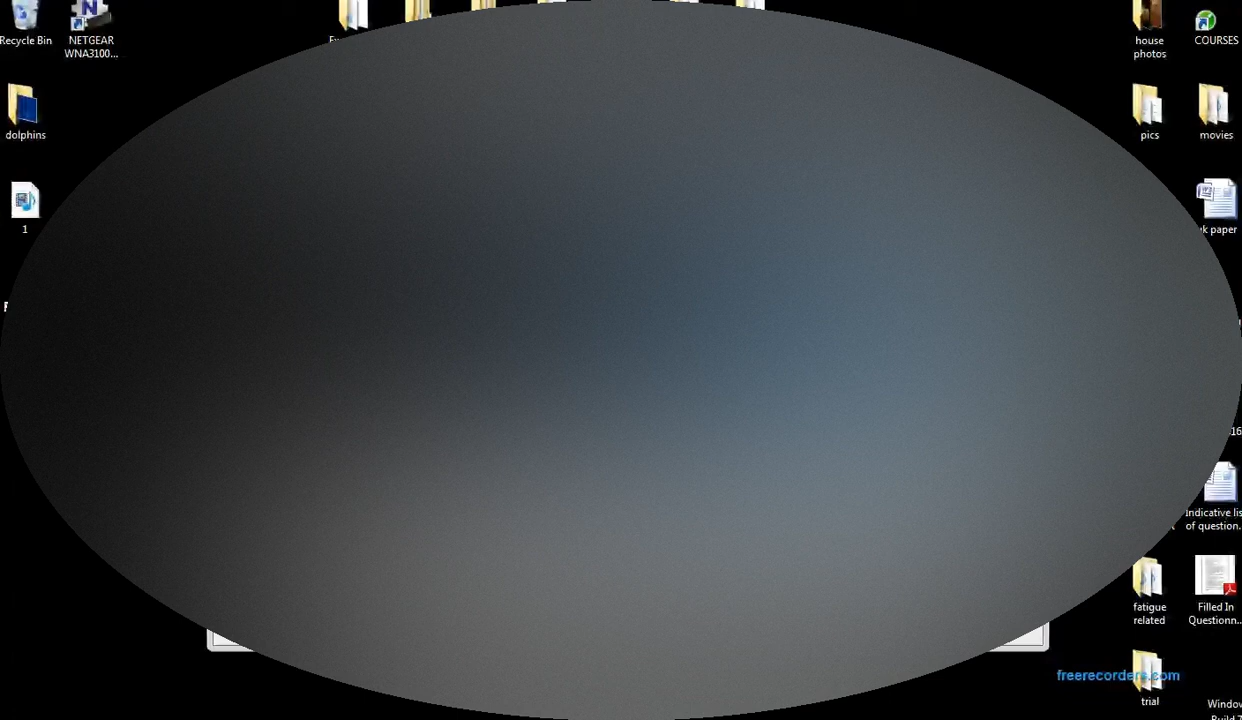 Recycle Bin
NETGEAR
WNA3100...
house
photos
COURSES
dolphins
pics
movies
1
paper
Indicative lis
of question.
fatigue
related
Filled In
Questionn...
freerecorders.com
trial
Windo